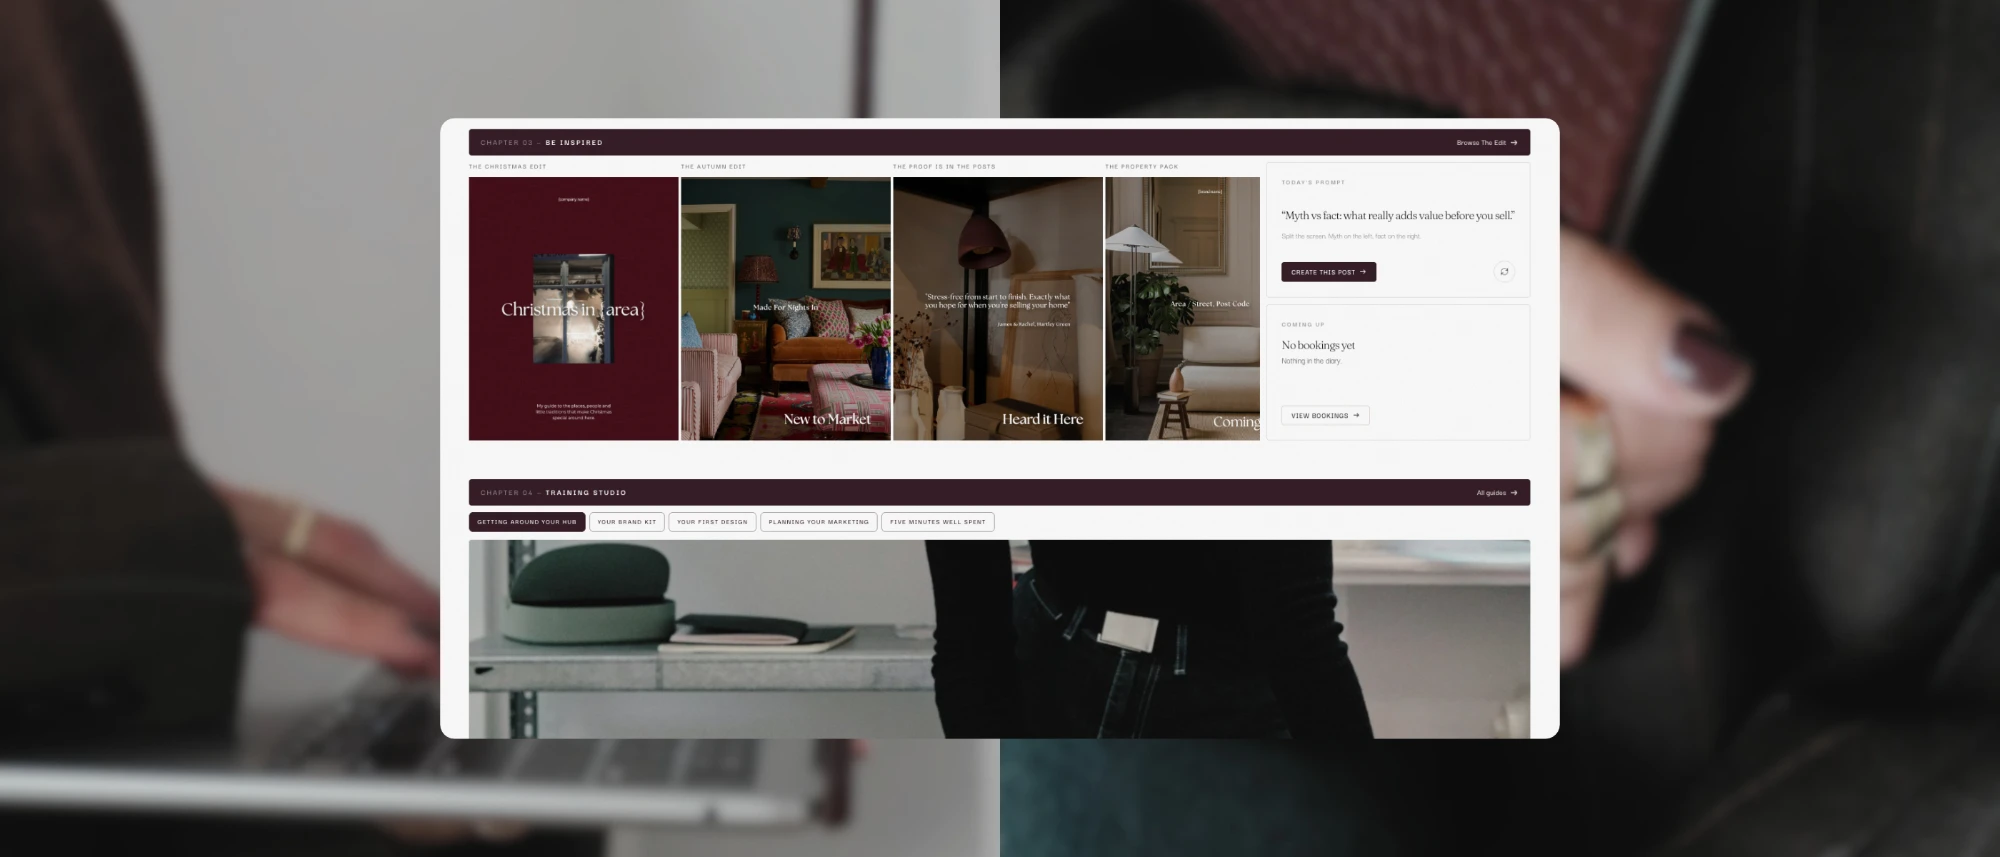 CHAPTER 03 – BE INSPIRED
Browse The Edit →
THE CHRISTMAS EDIT
THE AUTUMN EDIT
THE PROOF IS IN THE POSTS
THE PROPERTY PACK
{company name}
Christmas in {area}
My guide to the places, people and
little traditions that make Christmas
special around here
Made For Nights In
New to Market
"Stress-free from start to finish. Exactly what
you hope for when you're selling your home"
James & Rachel, Hartley Green
Heard it Here
Area / Street, Post Code
Coming
TODAY'S PROMPT
“Myth vs fact: what really adds value before you sell.”
Split the screen. Myth on the left, fact on the right.
CREATE THIS POST →
COMING UP
No bookings yet
Nothing in the diary.
VIEW BOOKINGS →
CHAPTER 04 – TRAINING STUDIO
All guides →
GETTING AROUND YOUR HUB
YOUR BRAND KIT
YOUR FIRST DESIGN
PLANNING YOUR MARKETING
FIVE MINUTES WELL SPENT